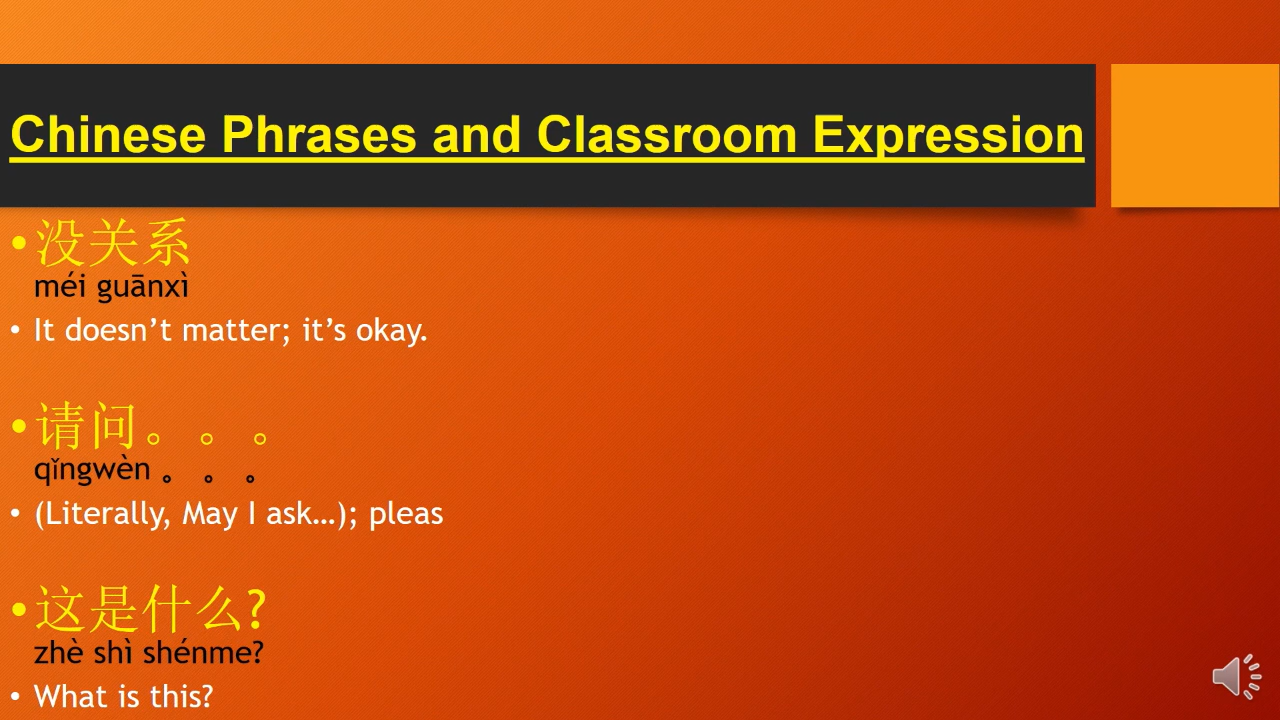 Chinese Phrases and Classroom Expression
•没关系
méi guānxì
• It doesn’t matter; it’s okay.
•请问。。。
qǐngwèn 。。。
• (Literally, May I ask…); pleas
•这是什么?
zhè shì shénme?
• What is this?